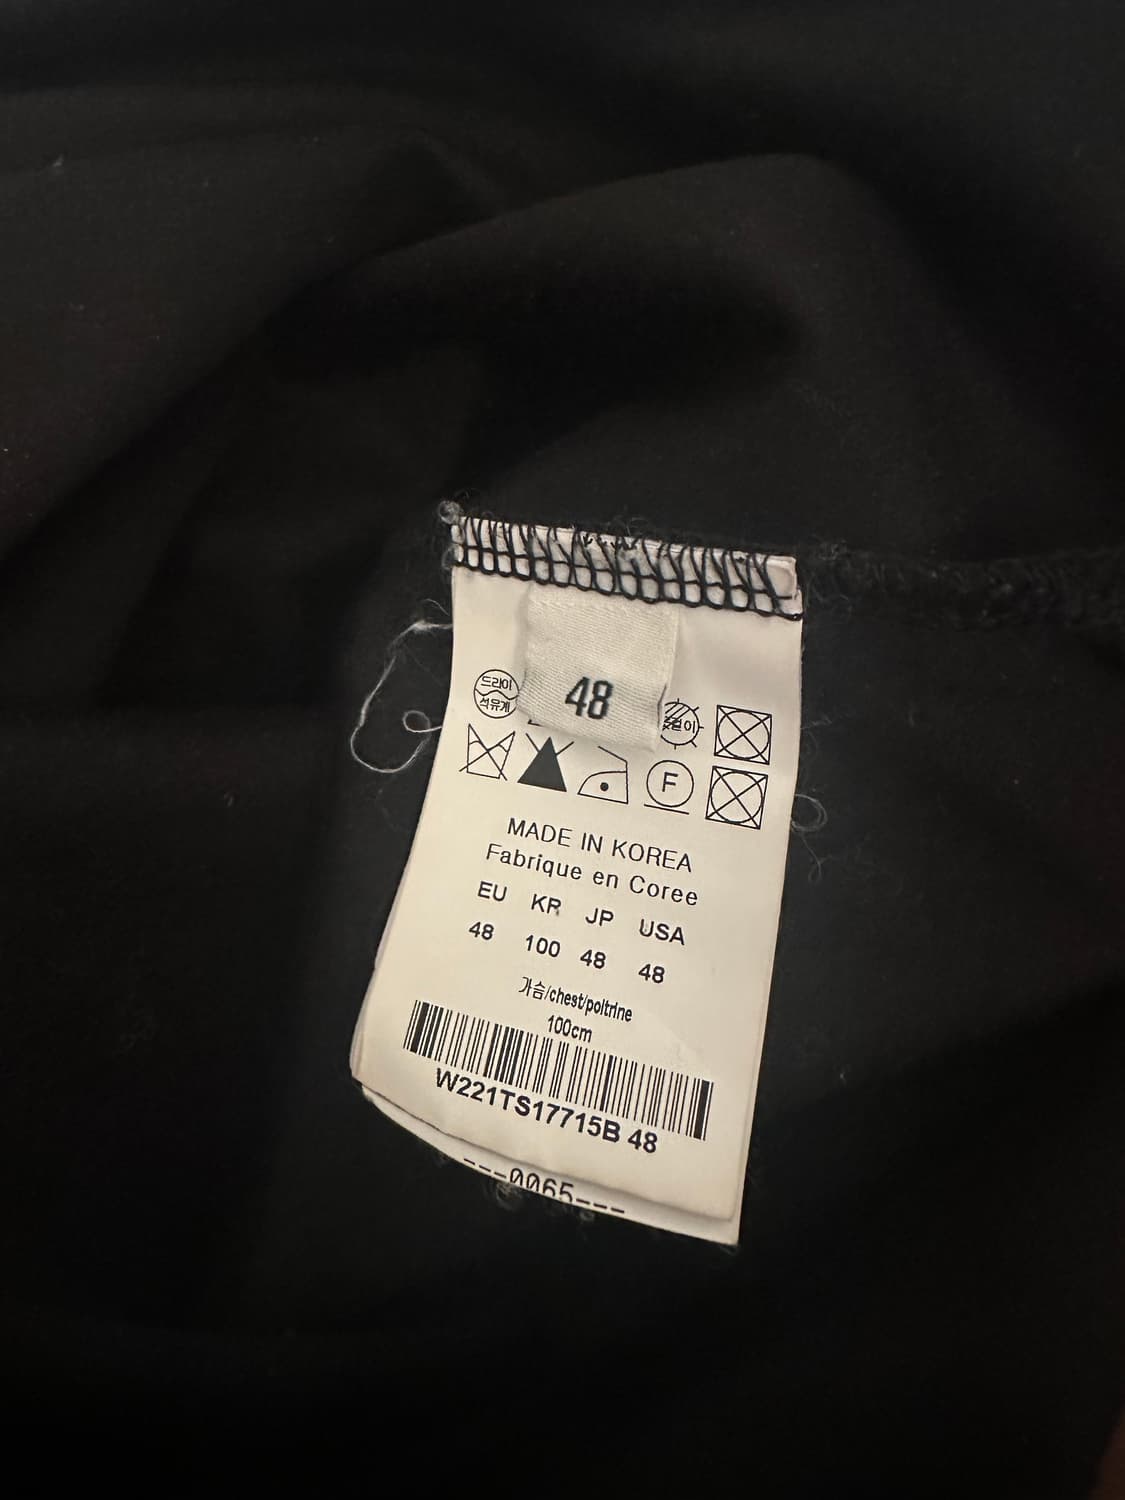 48
드라이
석유계
F
MADE IN KOREA
Fabrique en Coree
EU KR JP USA
48 100 48 48
가슴/chest/poltrine
100cm
W221TS17715B 48
---0065---